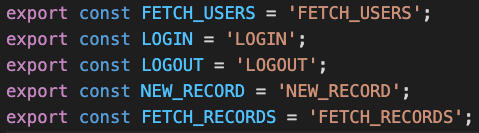 export const FETCH_USERS = 'FETCH_USERS';
export const LOGIN = 'LOGIN';
export const LOGOUT = 'LOGOUT';
export const NEW_RECORD = 'NEW_RECORD';
export const FETCH_RECORDS = 'FETCH_RECORDS';